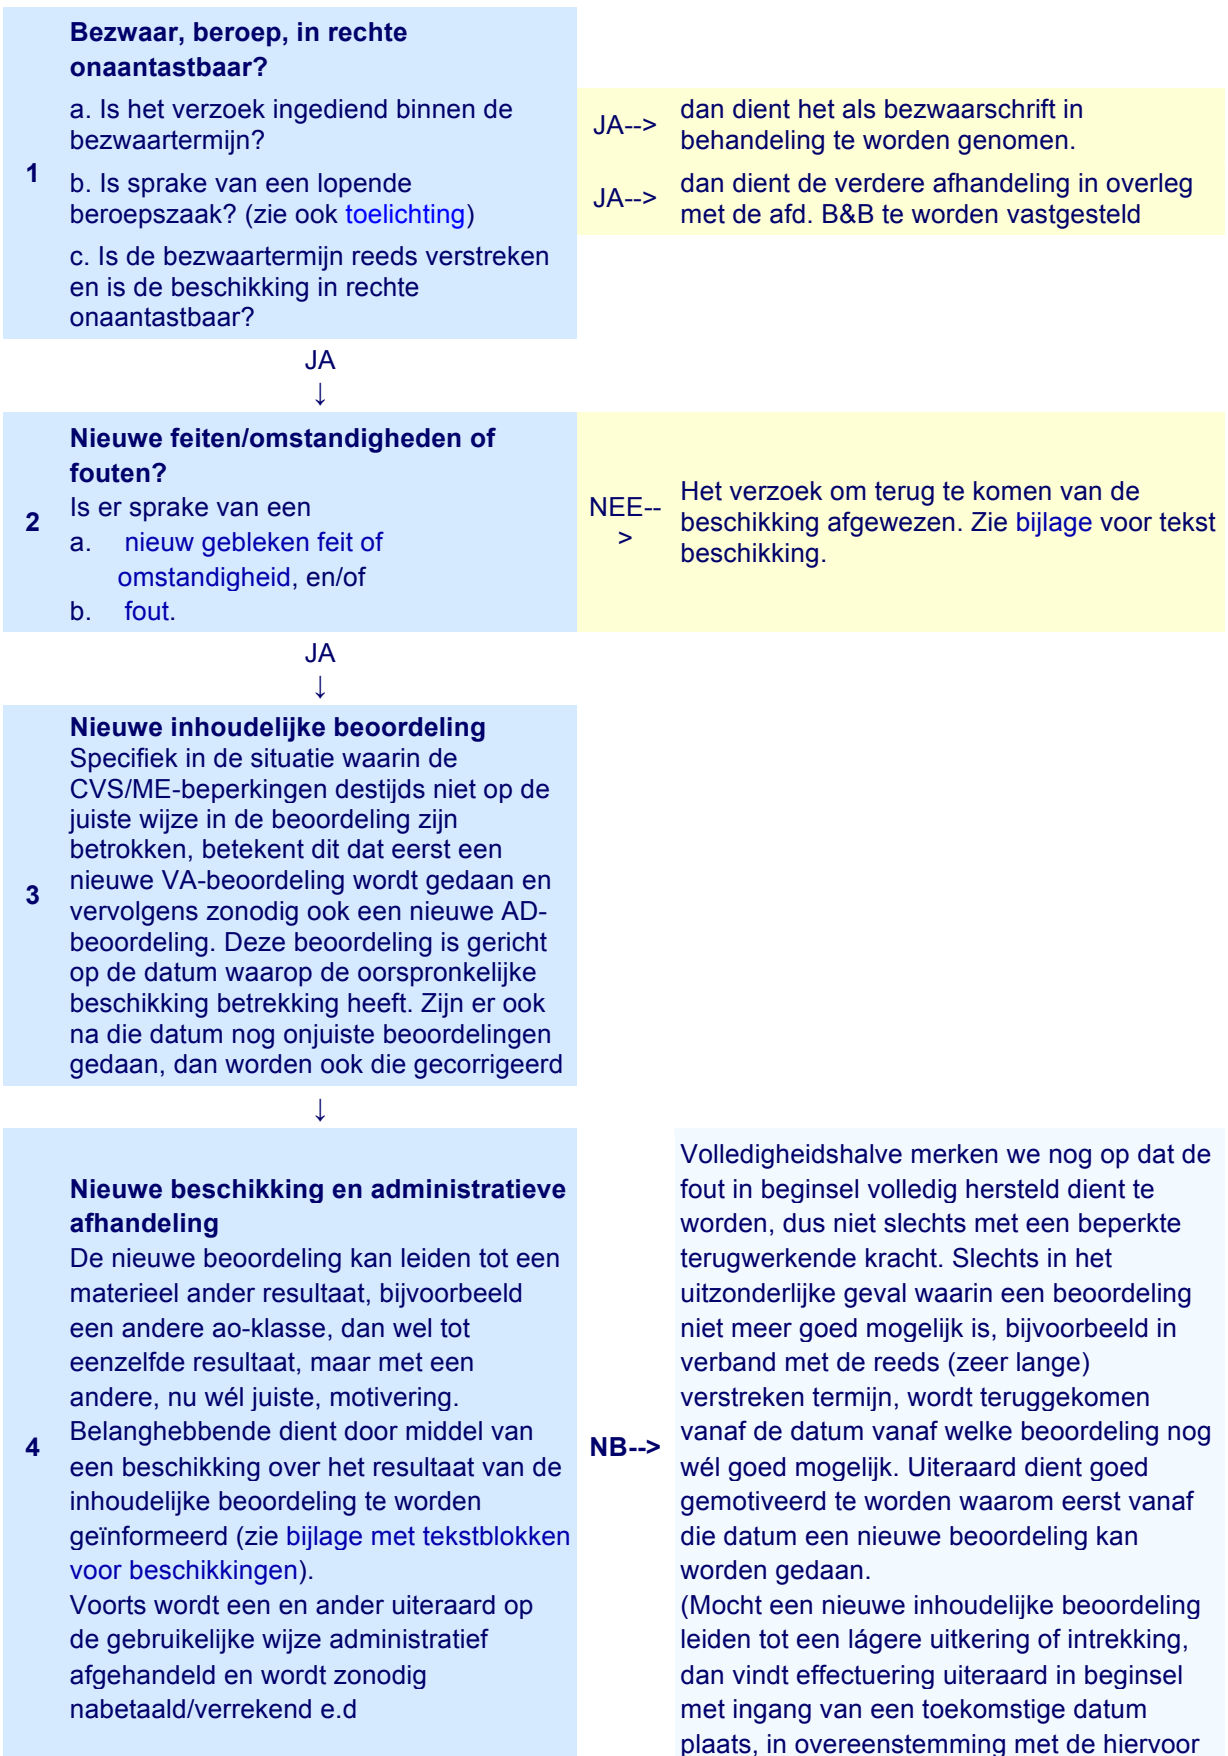 Bezwaar, beroep, in rechte
onaantastbaar?
a. Is het verzoek ingediend binnen de
bezwaartermijn?
JA-->
dan dient het als bezwaarschrift in
behandeling te worden genomen.
1
b. Is sprake van een lopende
beroepszaak? (zie ook toelichting)
JA-->
dan dient de verdere afhandeling in overleg
met de afd. B&B te worden vastgesteld
c. Is de bezwaartermijn reeds verstreken
en is de beschikking in rechte
onaantastbaar?
JA
↓
Nieuwe feiten/omstandigheden of
fouten?
2
Is er sprake van een
a. nieuw gebleken feit of
omstandigheid, en/of
b. fout.
NEE--
>
Het verzoek om terug te komen van de
beschikking afgewezen. Zie bijlage voor tekst
beschikking.
JA
↓
Nieuwe inhoudelijke beoordeling
Specifiek in de situatie waarin de
CVS/ME-beperkingen destijds niet op de
juiste wijze in de beoordeling zijn
betrokken, betekent dit dat eerst een
3
nieuwe VA-beoordeling wordt gedaan en
vervolgens zonodig ook een nieuwe AD-
beoordeling. Deze beoordeling is gericht
op de datum waarop de oorspronkelijke
beschikking betrekking heeft. Zijn er ook
na die datum nog onjuiste beoordelingen
gedaan, dan worden ook die gecorrigeerd
↓
Nieuwe beschikking en administratieve
afhandeling
De nieuwe beoordeling kan leiden tot een
materieel ander resultaat, bijvoorbeeld
een andere ao-klasse, dan wel tot
eenzelfde resultaat, maar met een
andere, nu wél juiste, motivering.
4
Belanghebbende dient door middel van
een beschikking over het resultaat van de
inhoudelijke beoordeling te worden
geïnformeerd (zie bijlage met tekstblokken
voor beschikkingen).
Voorts wordt een en ander uiteraard op
de gebruikelijke wijze administratief
afgehandeld en wordt zonodig
nabetaald/verrekend e.d
NB-->
Volledigheidshalve merken we nog op dat de
fout in beginsel volledig hersteld dient te
worden, dus niet slechts met een beperkte
terugwerkende kracht. Slechts in het
uitzonderlijke geval waarin een beoordeling
niet meer goed mogelijk is, bijvoorbeeld in
verband met de reeds (zeer lange)
verstreken termijn, wordt teruggekomen
vanaf de datum vanaf welke beoordeling nog
wél goed mogelijk. Uiteraard dient goed
gemotiveerd te worden waarom eerst vanaf
die datum een nieuwe beoordeling kan
worden gedaan.
(Mocht een nieuwe inhoudelijke beoordeling
leiden tot een lágere uitkering of intrekking,
dan vindt effectuering uiteraard in beginsel
met ingang van een toekomstige datum
plaats, in overeenstemming met de hiervoor